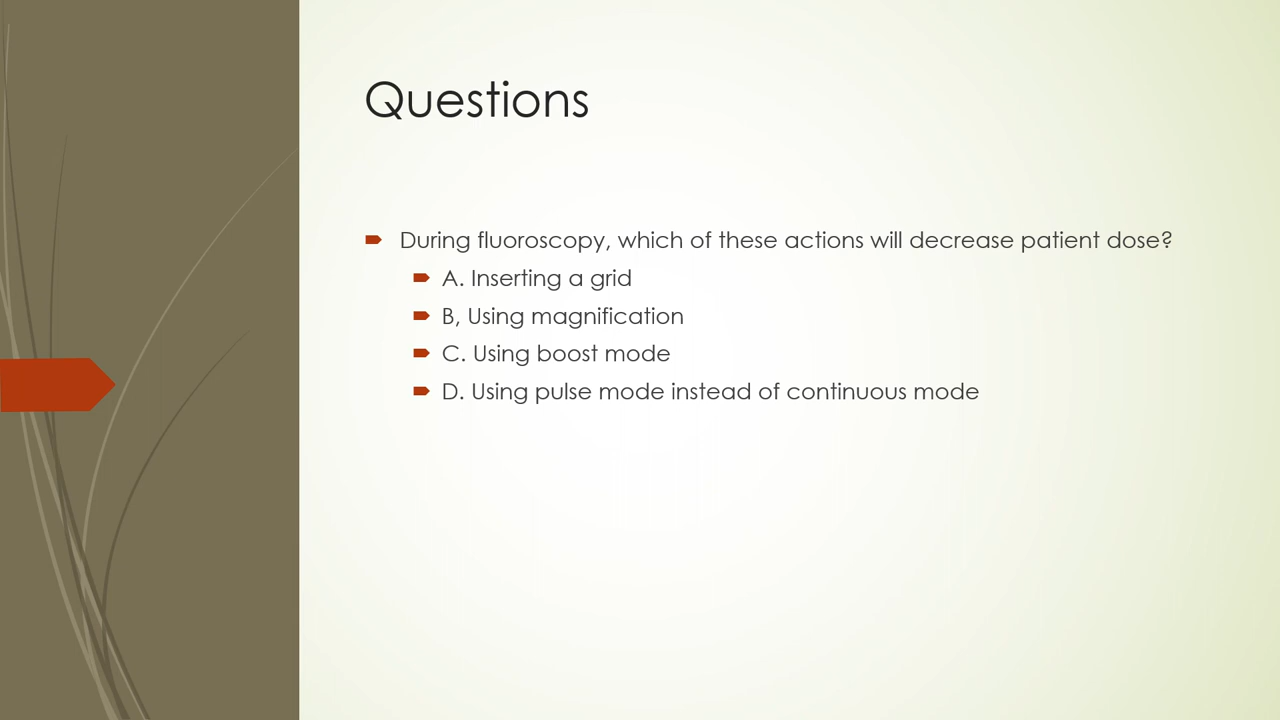 Questions
During fluoroscopy, which of these actions will decrease patient dose?
A. Inserting a grid
B, Using magnification
C. Using boost mode
D. Using pulse mode instead of continuous mode